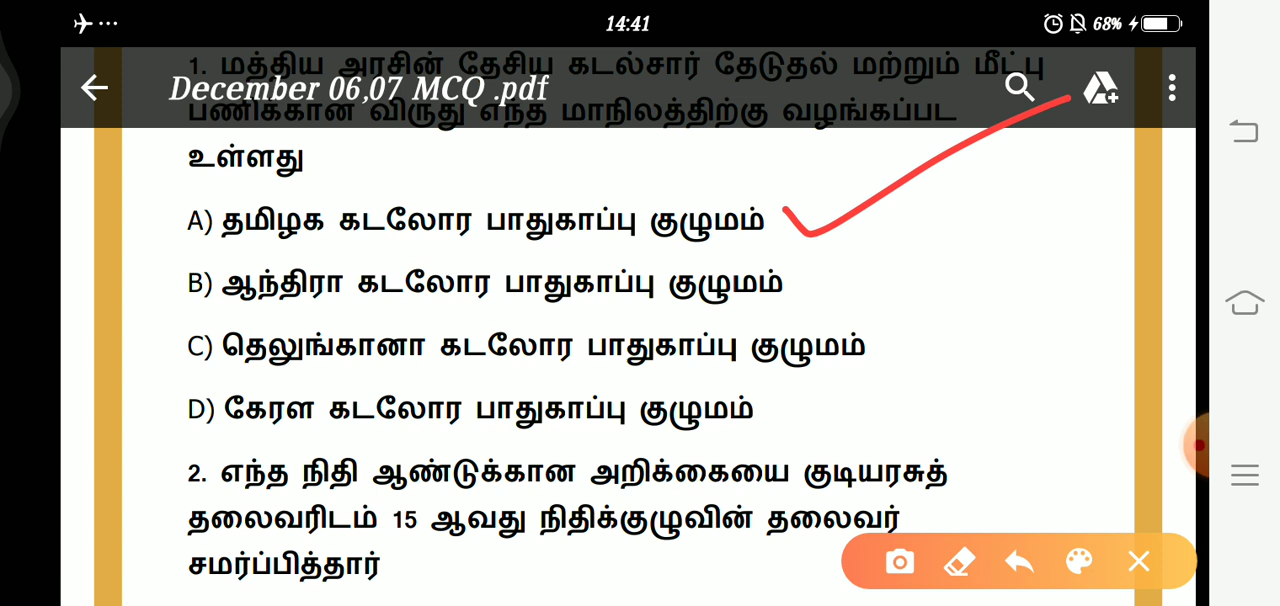 14:41
68%
1. மத்திய அரசின் தேசிய கடல்சார் தேடுதல் மற்றும் மீட்பு
December 06,07 MCQ .pdf
பணிக்கான விருது எந்த மாநிலத்திற்கு வழங்கப்பட
உள்ளது
A) தமிழக கடலோர பாதுகாப்பு குழுமம்
B) ஆந்திரா கடலோர பாதுகாப்பு குழுமம்
C) தெலுங்கானா கடலோர பாதுகாப்பு குழுமம்
D) கேரள கடலோர பாதுகாப்பு குழுமம்
2. எந்த நிதி ஆண்டுக்கான அறிக்கையை குடியரசுத்
தலைவரிடம் 15 ஆவது நிதிக்குழுவின் தலைவர்
சமர்ப்பித்தார்